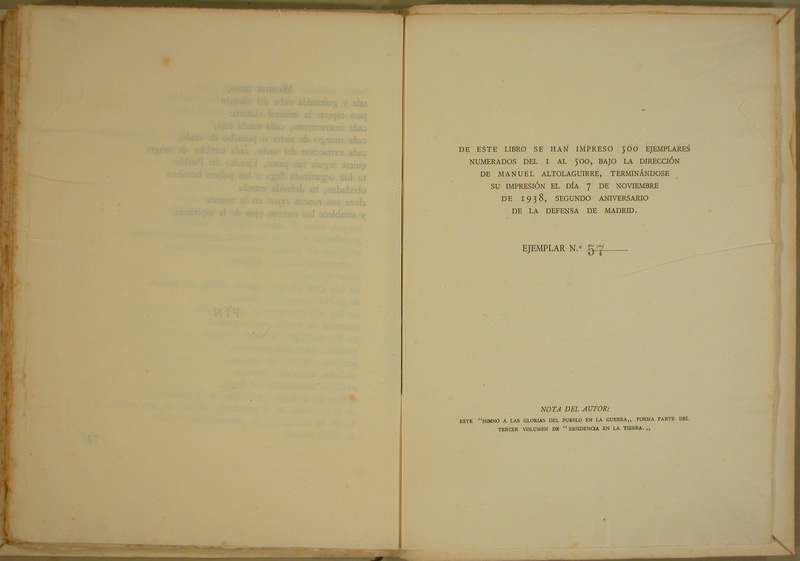 DE ESTE LIBRO SE HAN IMPRESO 500 EJEMPLARES
NUMERADOS DEL 1 AL 500, BAJO LA DIRECCIÓN
DE MANUEL ALTOLAGUIRRE, TERMINÁNDOSE
SU IMPRESIÓN EL DÍA 7 DE NOVIEMBRE
DE 1938, SEGUNDO ANIVERSARIO
DE LA DEFENSA DE MADRID.
EJEMPLAR N.º 57
NOTA DEL AUTOR:
ESTE "HIMNO A LAS GLORIAS DEL PUEBLO EN LA GUERRA,, FORMA PARTE DEL
TERCER VOLUMEN DE "RESIDENCIA EN LA TIERRA.,,